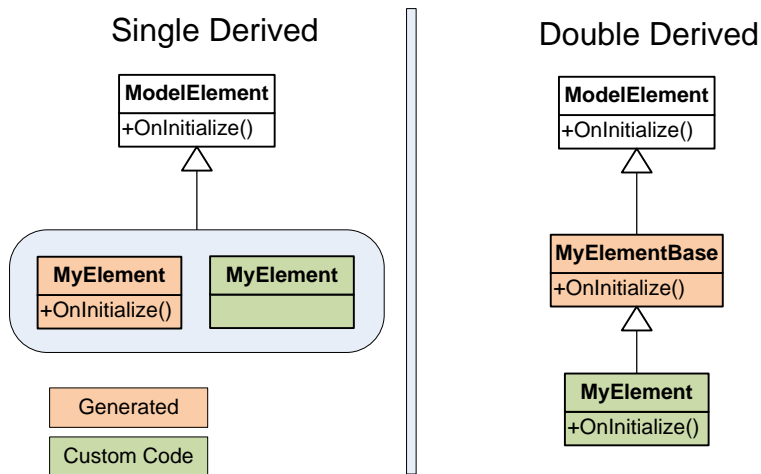 Single Derived
ModelElement
+OnInitialize()
MyElement
+OnInitialize()
MyElement
Generated
Custom Code
Double Derived
ModelElement
+OnInitialize()
MyElementBase
+OnInitialize()
MyElement
+OnInitialize()